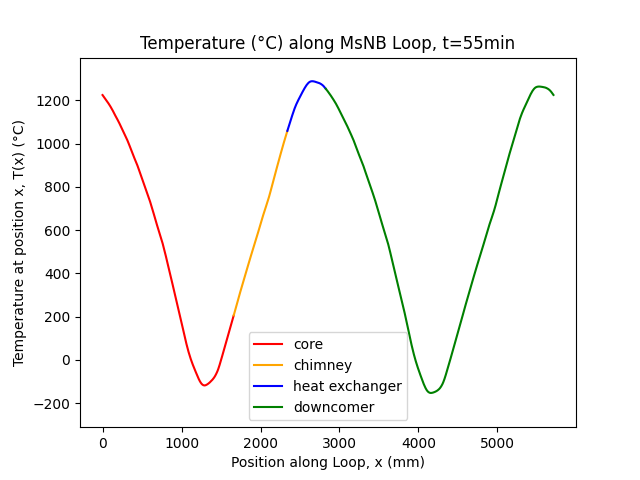 Temperature (°C) along MsNB Loop, t=55min
Temperature at position x, T(x) (°C)
1200
1000
800
600
400
200
0
−200
0 1000 2000 3000 4000 5000
Position along Loop, x (mm)
core
chimney
heat exchanger
downcomer